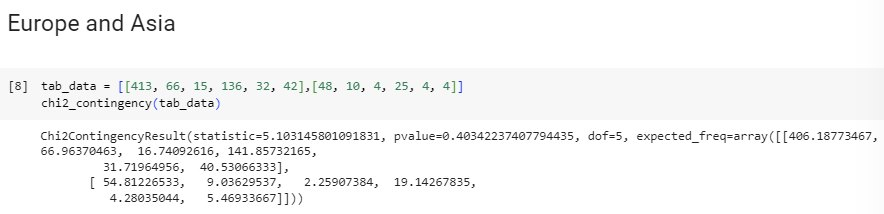 Europe and Asia
[8] tab_data = [[413, 66, 15, 136, 32, 42],[48, 10, 4, 25, 4, 4]]
chi2_contingency(tab_data)
Chi2ContingencyResult(statistic=5.103145801091831, pvalue=0.40342237407794435, dof=5, expected_freq=array([[406.18773467,
66.96370463, 16.74092616, 141.85732165,
31.71964956, 40.53066333],
[ 54.81226533, 9.03629537, 2.25907384, 19.14267835,
4.28035044, 5.46933667]]))